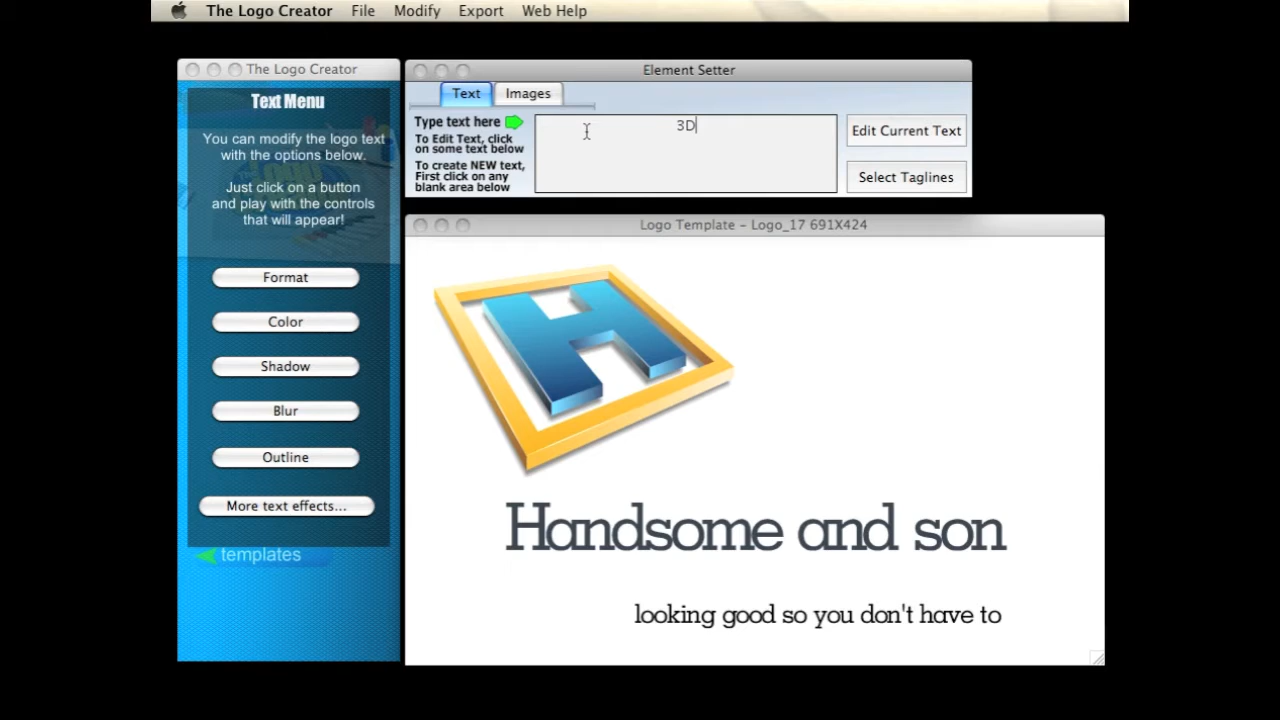 The Logo Creator File Modify Export Web Help
The Logo Creator
Text Menu
You can modify the logo text
with the options below.
Just click on a button
and play with the controls
that will appear!
Format
Color
Shadow
Blur
Outline
More text effects...
templates
Element Setter
Text Images
Type text here
To Edit Text, click
on some text below
To create NEW text,
First click on any
blank area below
3D
Edit Current Text
Select Taglines
Logo Template – Logo_17 691X424
H
Handsome and son
looking good so you don't have to